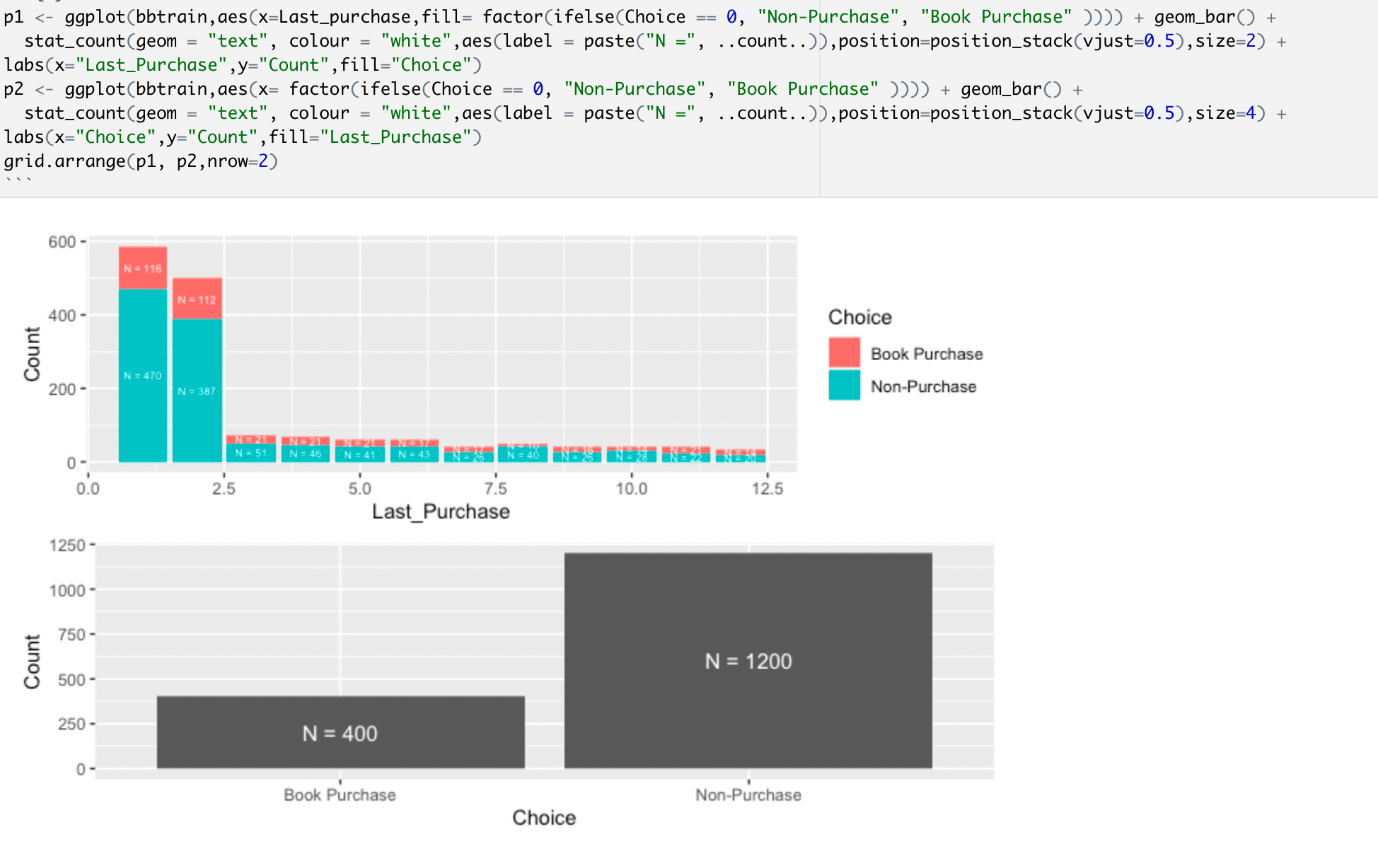 p1 <- ggplot(bbtrain,aes(x=Last_purchase,fill= factor(ifelse(Choice == 0, "Non-Purchase", "Book Purchase" )))) + geom_bar() +
stat_count(geom = "text", colour = "white",aes(label = paste("N =", ..count..)),position=position_stack(vjust=0.5),size=2) +
labs(x="Last_Purchase",y="Count",fill="Choice")
p2 <- ggplot(bbtrain,aes(x= factor(ifelse(Choice == 0, "Non-Purchase", "Book Purchase" )))) + geom_bar() +
stat_count(geom = "text", colour = "white",aes(label = paste("N =", ..count..)),position=position_stack(vjust=0.5),size=4) +
labs(x="Choice",y="Count",fill="Last_Purchase")
grid.arrange(p1, p2,nrow=2)
```
600
400
200
0
Count
N = 116
N = 112
N = 470
N = 387
N = 21
N = 21
N = 21
N = 17
N = 51
N = 46
N = 41
N = 43
N = 40
0.0
2.5
5.0
7.5
10.0
12.5
Last_Purchase
Choice
Book Purchase
Non-Purchase
1250
1000
750
500
250
0
Count
N = 400
N = 1200
Book Purchase
Non-Purchase
Choice